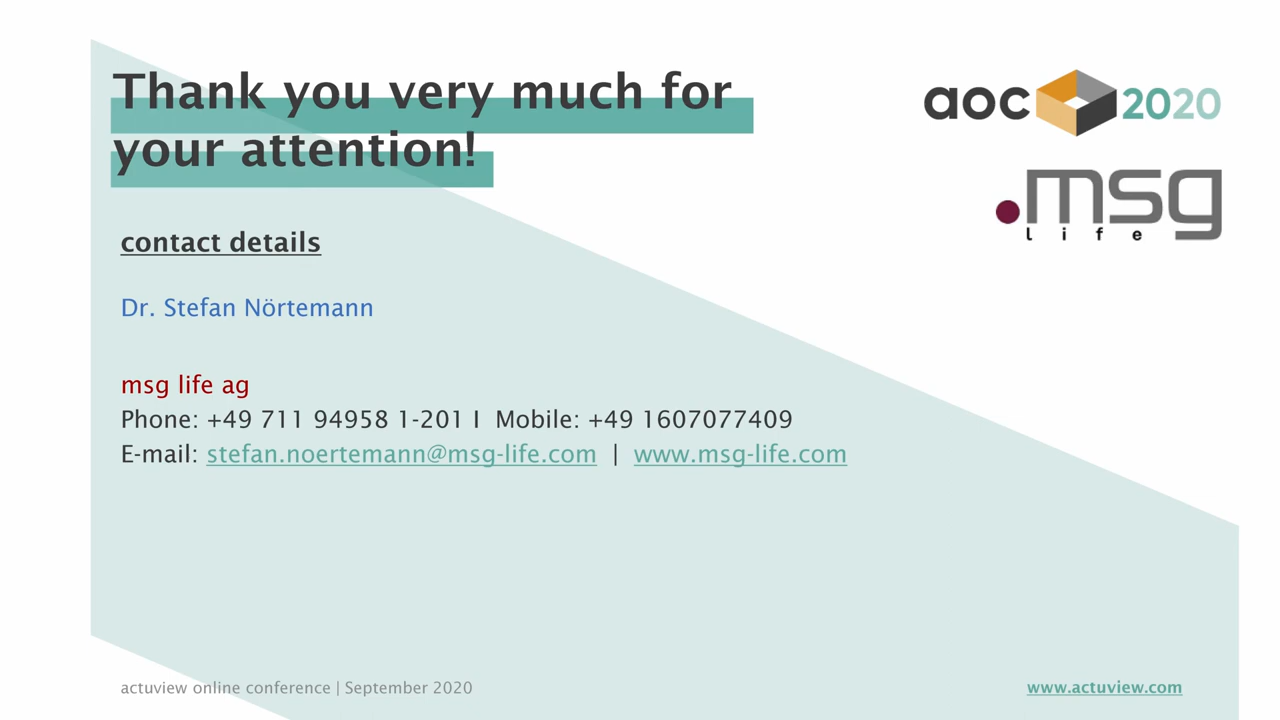 Thank you very much for
your attention!
aoc 2020
.msg
life
contact details
Dr. Stefan Nörtemann
msg life ag
Phone: +49 711 94958 1-201 I Mobile: +49 1607077409
E-mail: stefan.noertemann@msg-life.com | www.msg-life.com
actuview online conference | September 2020
www.actuview.com